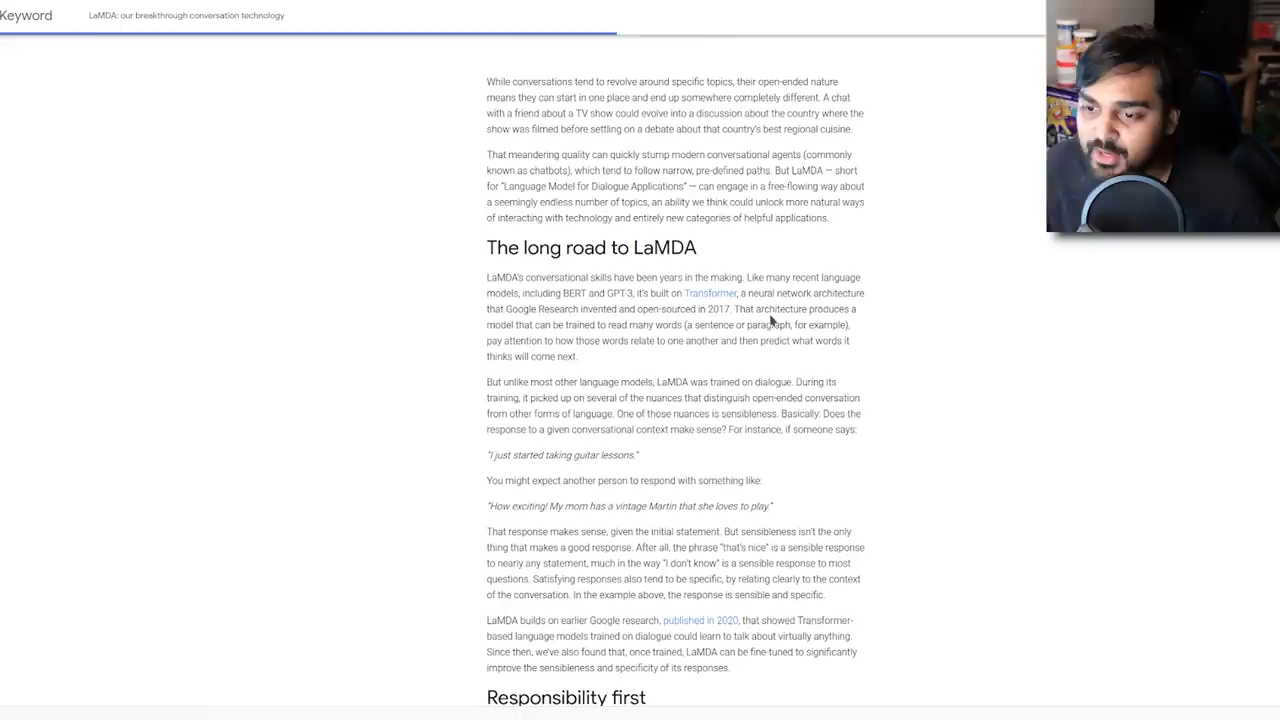 Keyword
LaMDA: our breakthrough conversation technology
While conversations tend to revolve around specific topics, their open-ended nature
means they can start in one place and end up somewhere completely different. A chat
with a friend about a TV show could evolve into a discussion about the country where the
show was filmed before settling on a debate about that country's best regional cuisine.
That meandering quality can quickly stump modern conversational agents (commonly
known as chatbots), which tend to follow narrow, pre-defined paths. But LaMDA — short
for "Language Model for Dialogue Applications" — can engage in a free-flowing way about
a seemingly endless number of topics, an ability we think could unlock more natural ways
of interacting with technology and entirely new categories of helpful applications.
The long road to LaMDA
LaMDA's conversational skills have been years in the making. Like many recent language
models, including BERT and GPT-3, it's built on Transformer, a neural network architecture
that Google Research invented and open-sourced in 2017. That architecture produces a
model that can be trained to read many words (a sentence or paragraph, for example),
pay attention to how those words relate to one another and then predict what words it
thinks will come next.
But unlike most other language models, LaMDA was trained on dialogue. During its
training, it picked up on several of the nuances that distinguish open-ended conversation
from other forms of language. One of those nuances is sensibleness. Basically: Does the
response to a given conversational context make sense? For instance, if someone says:
"I just started taking guitar lessons."
You might expect another person to respond with something like:
"How exciting! My mom has a vintage Martin that she loves to play."
That response makes sense, given the initial statement. But sensibleness isn't the only
thing that makes a good response. After all, the phrase "that's nice" is a sensible response
to nearly any statement, much in the way "I don't know" is a sensible response to most
questions. Satisfying responses also tend to be specific, by relating clearly to the context
of the conversation. In the example above, the response is sensible and specific.
LaMDA builds on earlier Google research, published in 2020, that showed Transformer-
based language models trained on dialogue could learn to talk about virtually anything.
Since then, we've also found that, once trained, LaMDA can be fine-tuned to significantly
improve the sensibleness and specificity of its responses.
Responsibility first